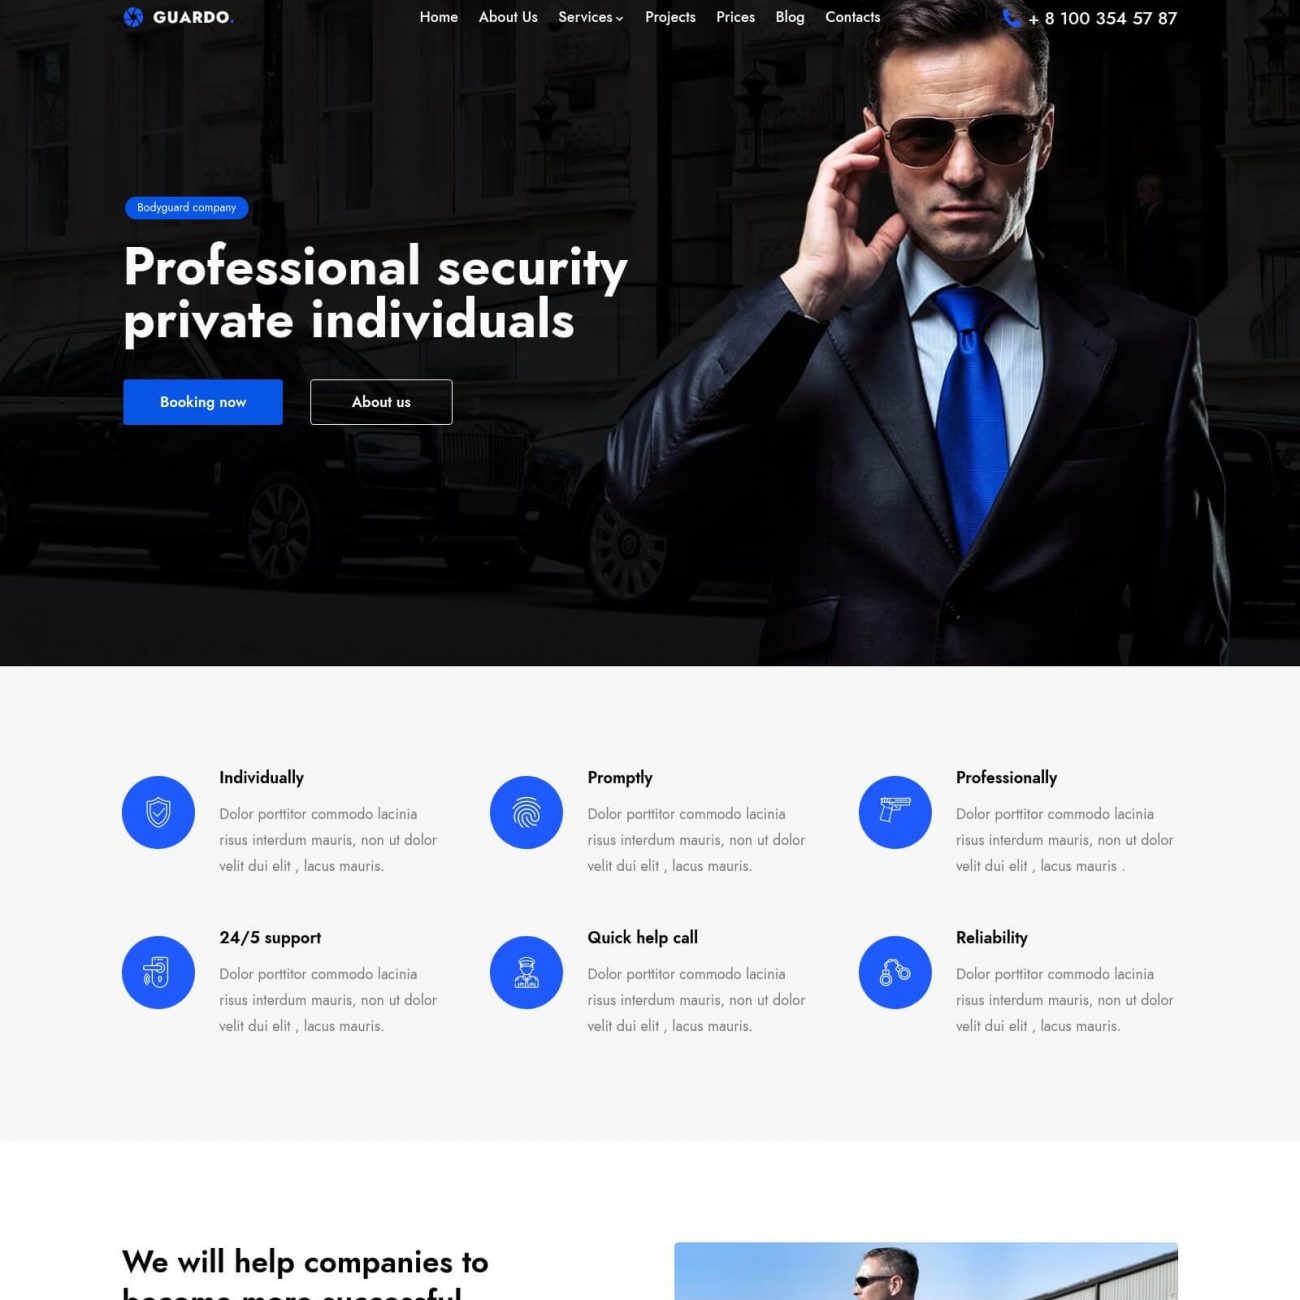 GUARDO.
Home About Us Services Projects Prices Blog Contacts
+ 8 100 354 57 87
Bodyguard company
Professional security
private individuals
Booking now
About us
Individually
Dolor porttitor commodo lacinia
risus interdum mauris, non ut dolor
velit dui elit , lacus mauris.
Promptly
Dolor porttitor commodo lacinia
risus interdum mauris, non ut dolor
velit dui elit , lacus mauris.
Professionally
Dolor porttitor commodo lacinia
risus interdum mauris, non ut dolor
velit dui elit , lacus mauris .
24/5 support
Dolor porttitor commodo lacinia
risus interdum mauris, non ut dolor
velit dui elit , lacus mauris.
Quick help call
Dolor porttitor commodo lacinia
risus interdum mauris, non ut dolor
velit dui elit , lacus mauris.
Reliability
Dolor porttitor commodo lacinia
risus interdum mauris, non ut dolor
velit dui elit , lacus mauris.
We will help companies to
become more successful